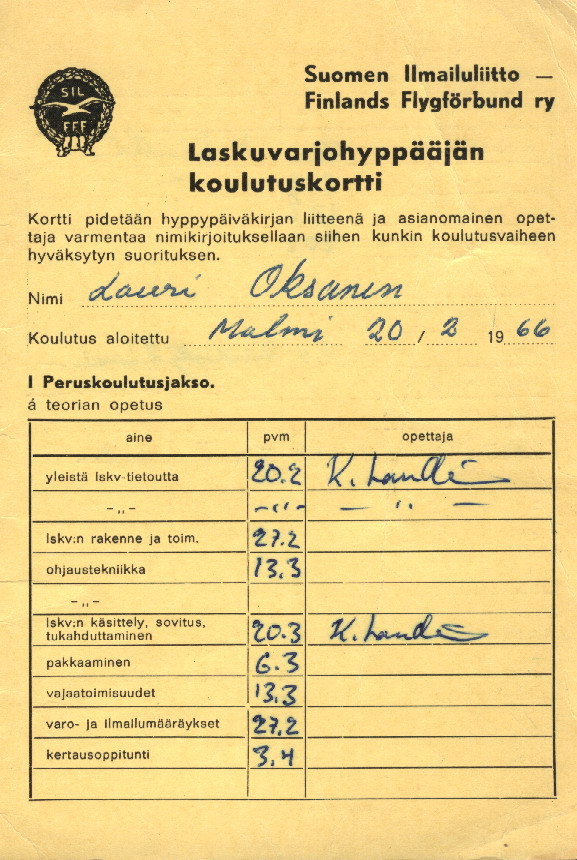 SIL
FFF
Suomen Ilmailuliitto —
Finlands Flygförbund ry
Laskuvarjohyppääjän
koulutuskortti
Kortti pidetään hyppypäiväkirjan liitteenä ja asianomainen opet-
taja varmentaa nimikirjoituksellaan siihen kunkin koulutusvaiheen
hyväksytyn suorituksen.
Nimi Lauri Oksanen
Koulutus aloitettu Malmi 20 / 2 1966
I Peruskoulutusjakso.
á teorian opetus
aine pvm opettaja
yleistä lskv-tietoutta 20.2 K.
–„– –„– – „ –
lskv:n rakenne ja toim. 27.2
ohjaustekniikka 13.3
–„–
lskv:n käsittely, sovitus,
tukahduttaminen 20.3 K.
pakkaaminen 6.3
vajaatoimisuudet 13.3
varo- ja ilmailumääräykset 27.2
kertausoppitunti 3.4